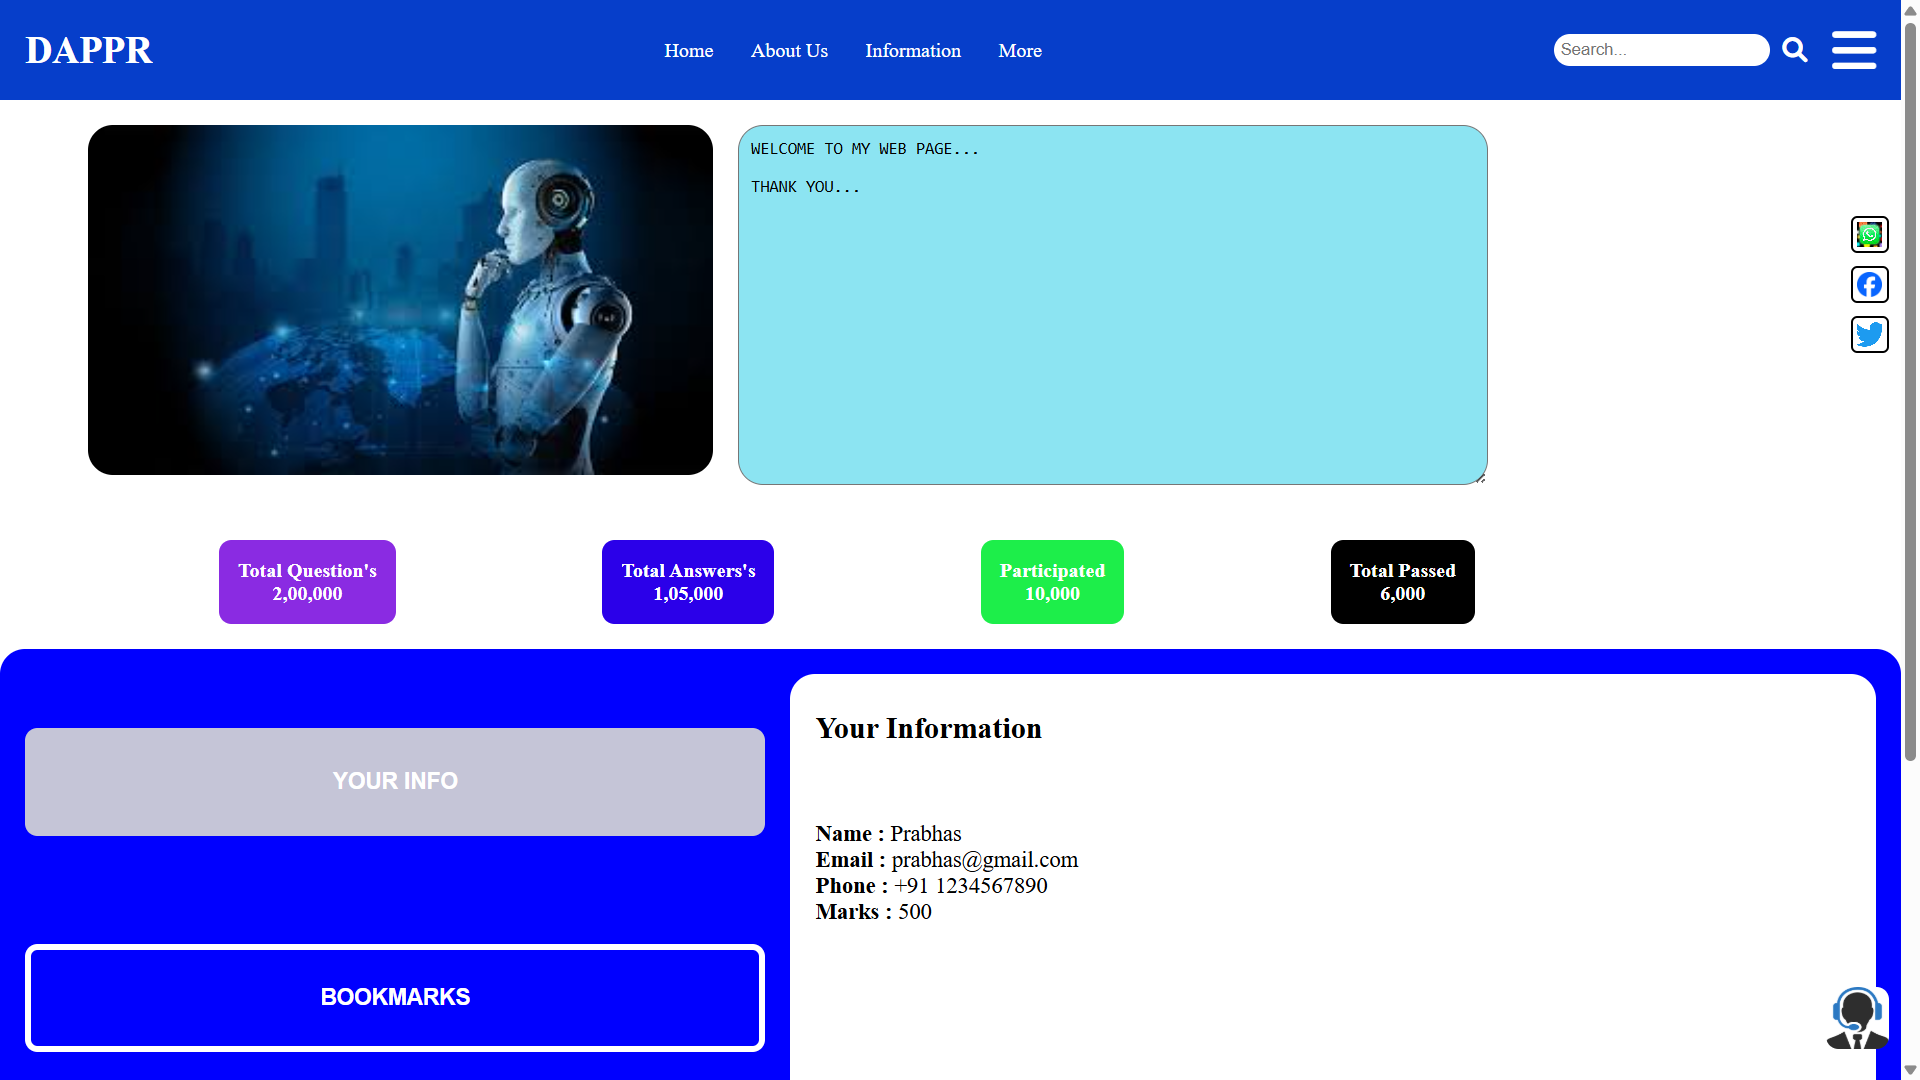 DAPPR
Home
About Us
Information
More
Search...
WELCOME TO MY WEB PAGE...
THANK YOU...
Total Question's
2,00,000
Total Answers's
1,05,000
Participated
10,000
Total Passed
6,000
YOUR INFO
BOOKMARKS
Your Information
Name : Prabhas
Email : prabhas@gmail.com
Phone : +91 1234567890
Marks : 500